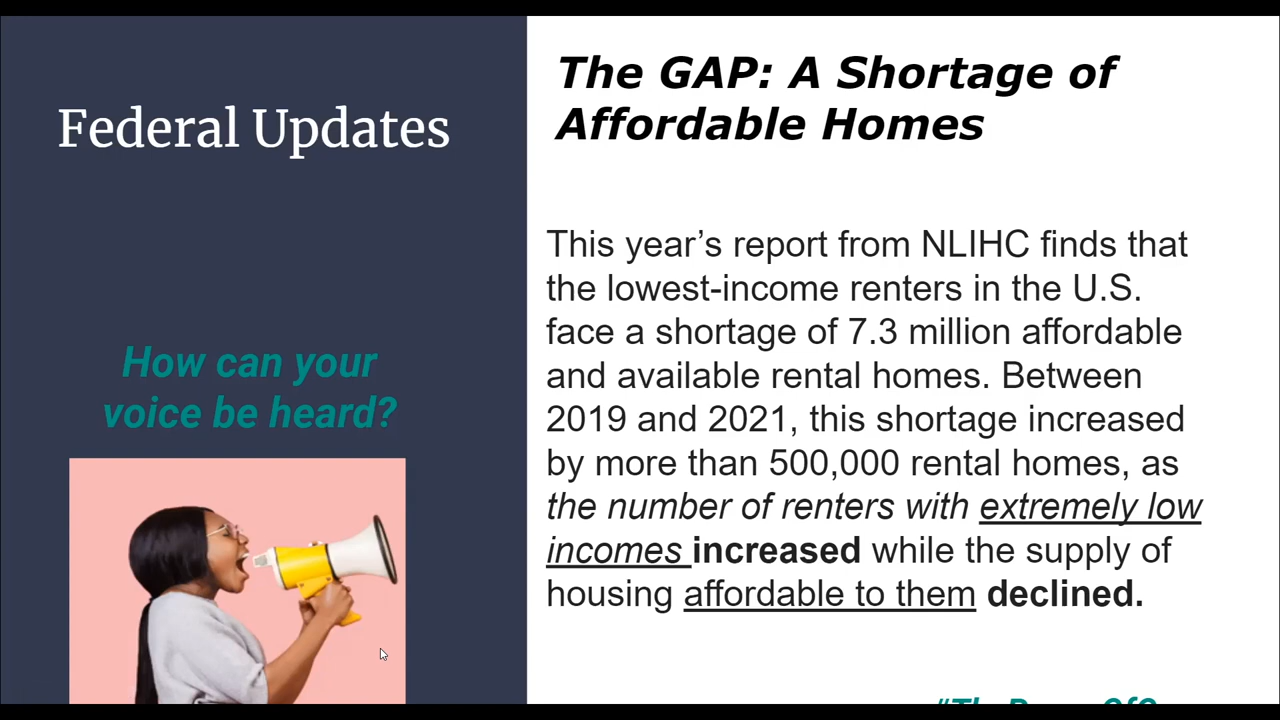 Federal Updates
How can your
voice be heard?
The GAP: A Shortage of
Affordable Homes
This year’s report from NLIHC finds that
the lowest-income renters in the U.S.
face a shortage of 7.3 million affordable
and available rental homes. Between
2019 and 2021, this shortage increased
by more than 500,000 rental homes, as
the number of renters with extremely low
incomes increased while the supply of
housing affordable to them declined.